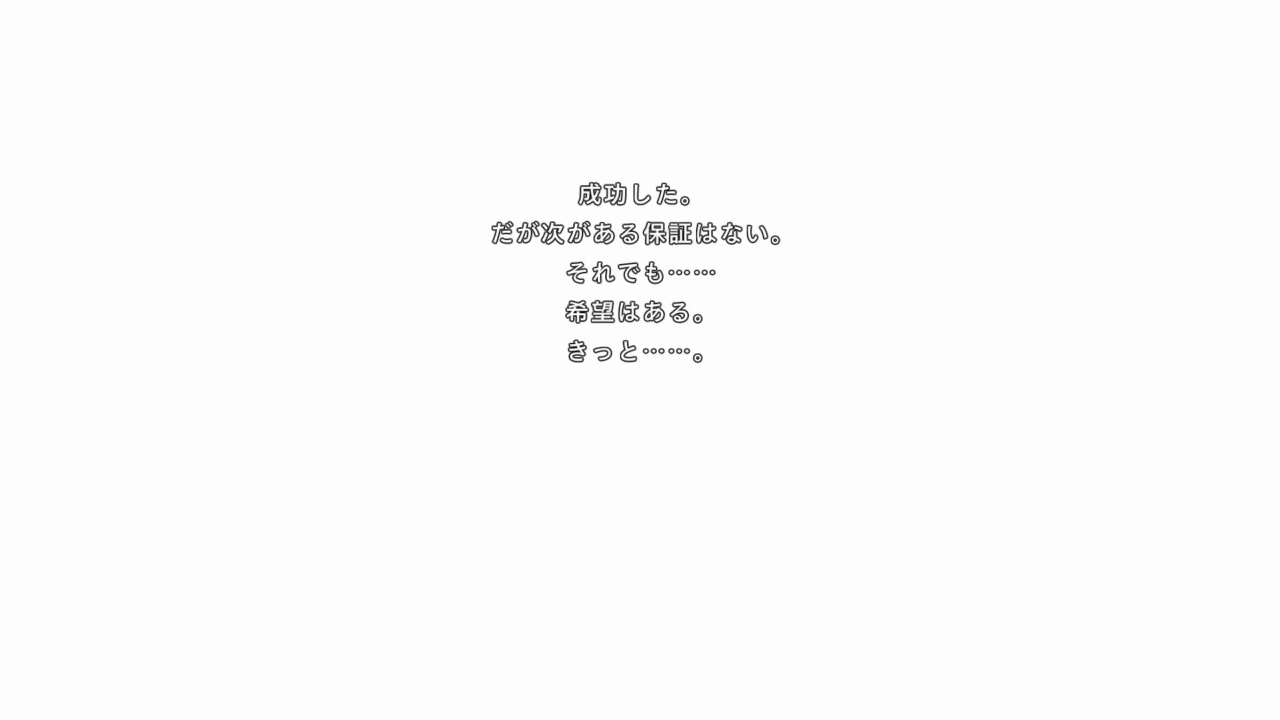 成功した。
だが次がある保証はない。
それでも……
希望はある。
きっと……。